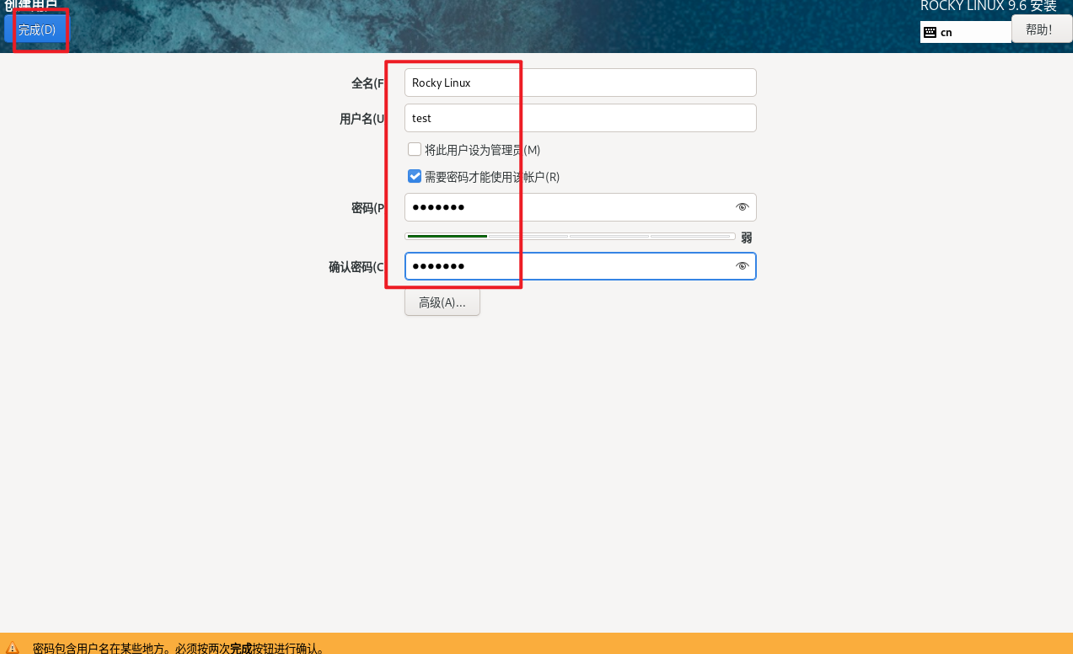 创建用户
ROCKY LINUX 9.6 安装
完成(D)
cn
帮助!
全名(F
Rocky Linux
用户名(U
test
将此用户设为管理员(M)
需要密码才能使用该帐户(R)
密码(P
•••••••
弱
确认密码(C
•••••••
高级(A)...
密码包含用户名在某些地方。必须按两次完成按钮进行确认。